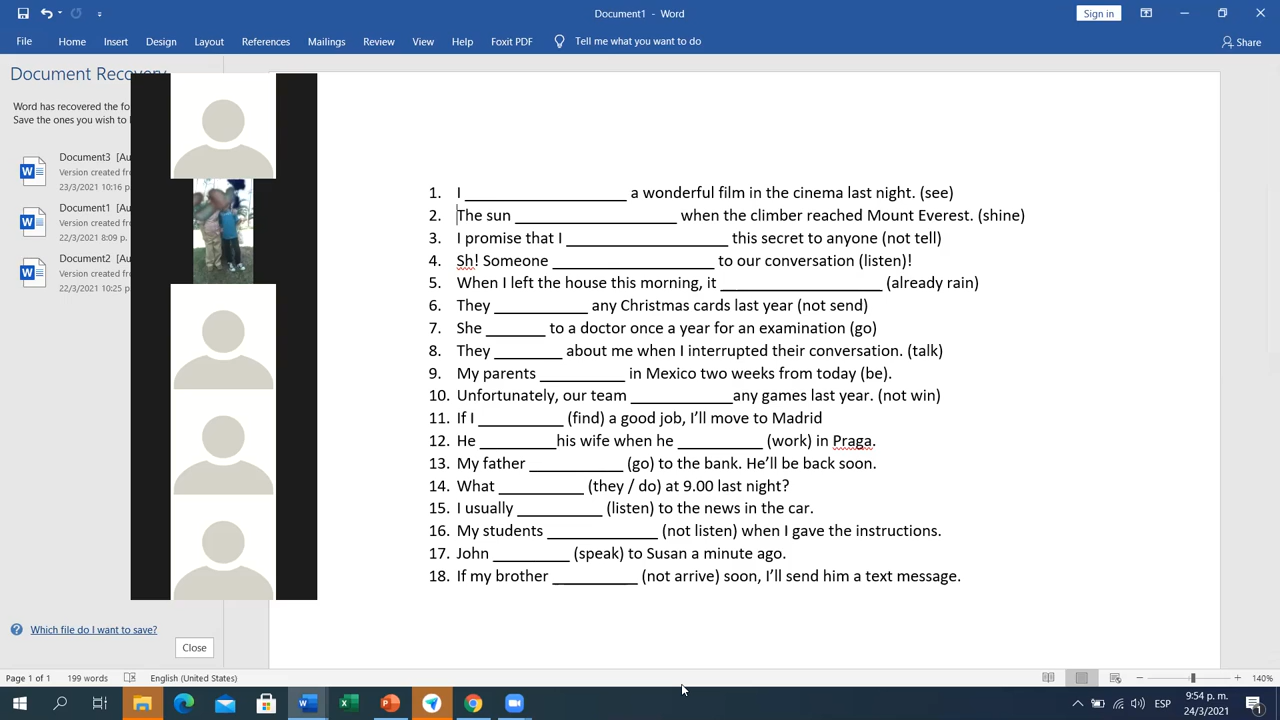 Document1 - Word
Sign in
File Home Insert Design Layout References Mailings Review View Help Foxit PDF Tell me what you want to do Share
Document Recovery
Word has recovered the fo
Save the ones you wish to
Document3 [Au
Version created fro
23/3/2021 10:16 p
Document1 [Au
Version created fro
22/3/2021 8:09 p.
Document2 [Au
Version created fro
22/3/2021 10:25 p
1. I __________________ a wonderful film in the cinema last night. (see)
2. The sun __________________ when the climber reached Mount Everest. (shine)
3. I promise that I __________________ this secret to anyone (not tell)
4. Sh! Someone __________________ to our conversation (listen)!
5. When I left the house this morning, it __________________ (already rain)
6. They ___________ any Christmas cards last year (not send)
7. She _______ to a doctor once a year for an examination (go)
8. They ________ about me when I interrupted their conversation. (talk)
9. My parents __________ in Mexico two weeks from today (be).
10. Unfortunately, our team ____________any games last year. (not win)
11. If I __________ (find) a good job, I’ll move to Madrid
12. He _________his wife when he __________ (work) in Praga.
13. My father ___________ (go) to the bank. He’ll be back soon.
14. What __________ (they / do) at 9.00 last night?
15. I usually __________ (listen) to the news in the car.
16. My students _____________ (not listen) when I gave the instructions.
17. John _________ (speak) to Susan a minute ago.
18. If my brother __________ (not arrive) soon, I’ll send him a text message.
Which file do I want to save?
Close
Page 1 of 1 199 words English (United States) 140%
ESP
9:54 p. m.
24/3/2021